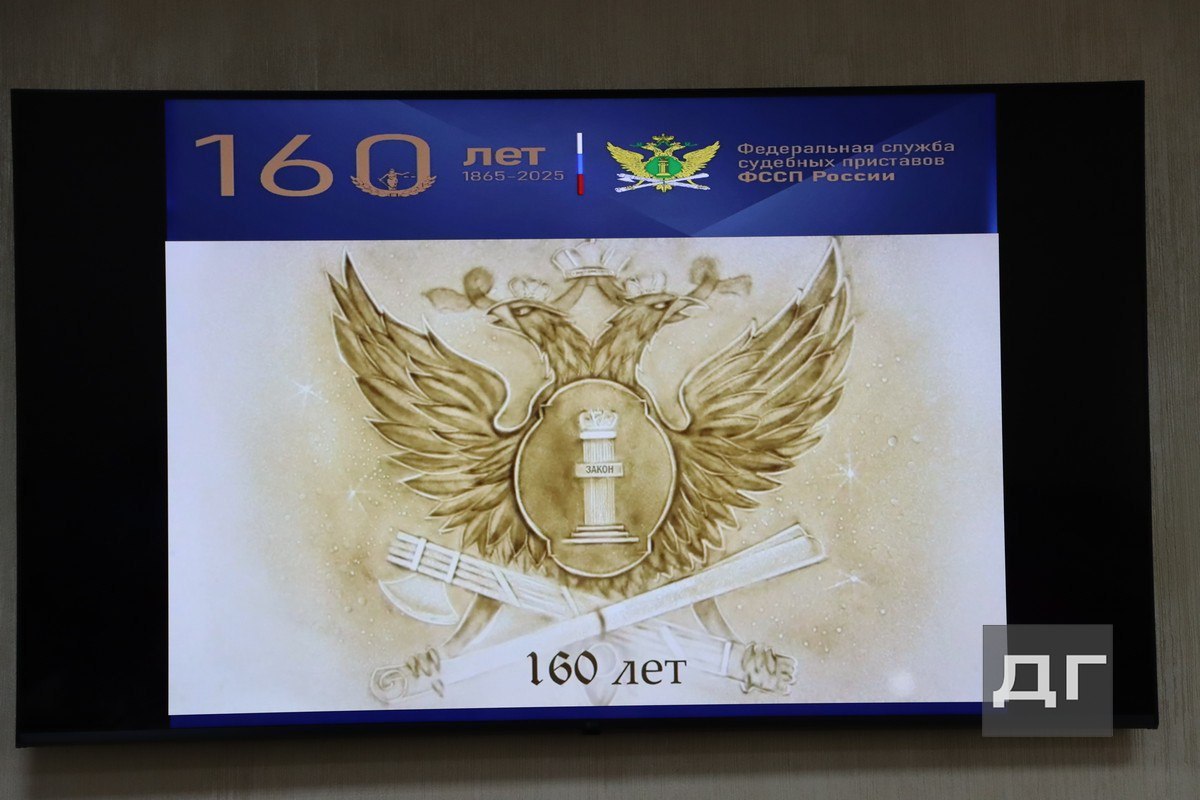 160 лет
1865–2025
Федеральная служба
судебных приставов
ФССП России
ЗАКОН
160 лет
ДГ